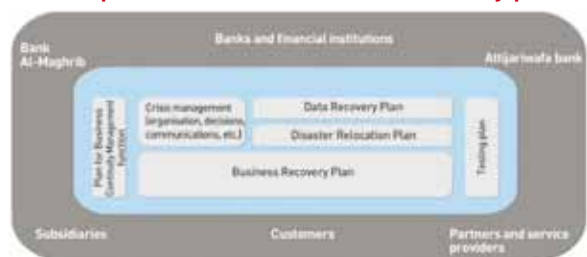 Banks and financial institutions
Bank
Al-Maghrib
Attijariwafa bank
Plan for Business
Continuity Management
function
Crisis management
(organisation, decisions,
communications, etc.)
Data Recovery Plan
Disaster Relocation Plan
Business Recovery Plan
Testing plan
Subsidiaries
Customers
Partners and service
providers